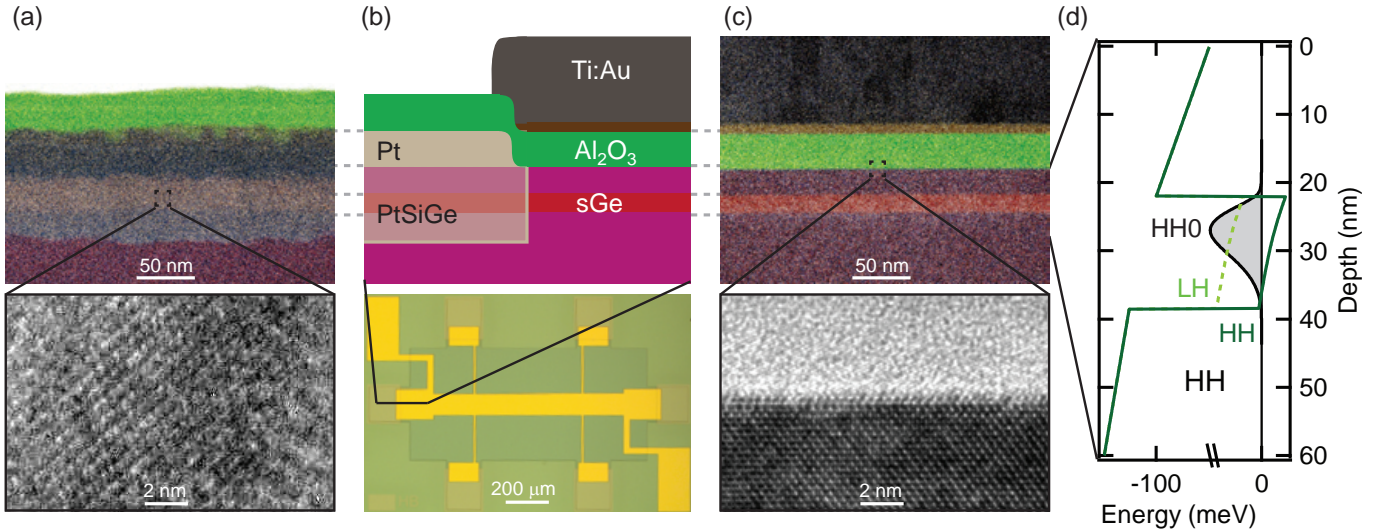 (a)
(b)
(c)
(d)
50 nm
2 nm
Ti:Au
Pt
Al₂O₃
sGe
PtSiGe
200 μm
50 nm
2 nm
0
10
20
30
40
50
60
Depth (nm)
HH0
LH
HH
HH
-100
0
Energy (meV)